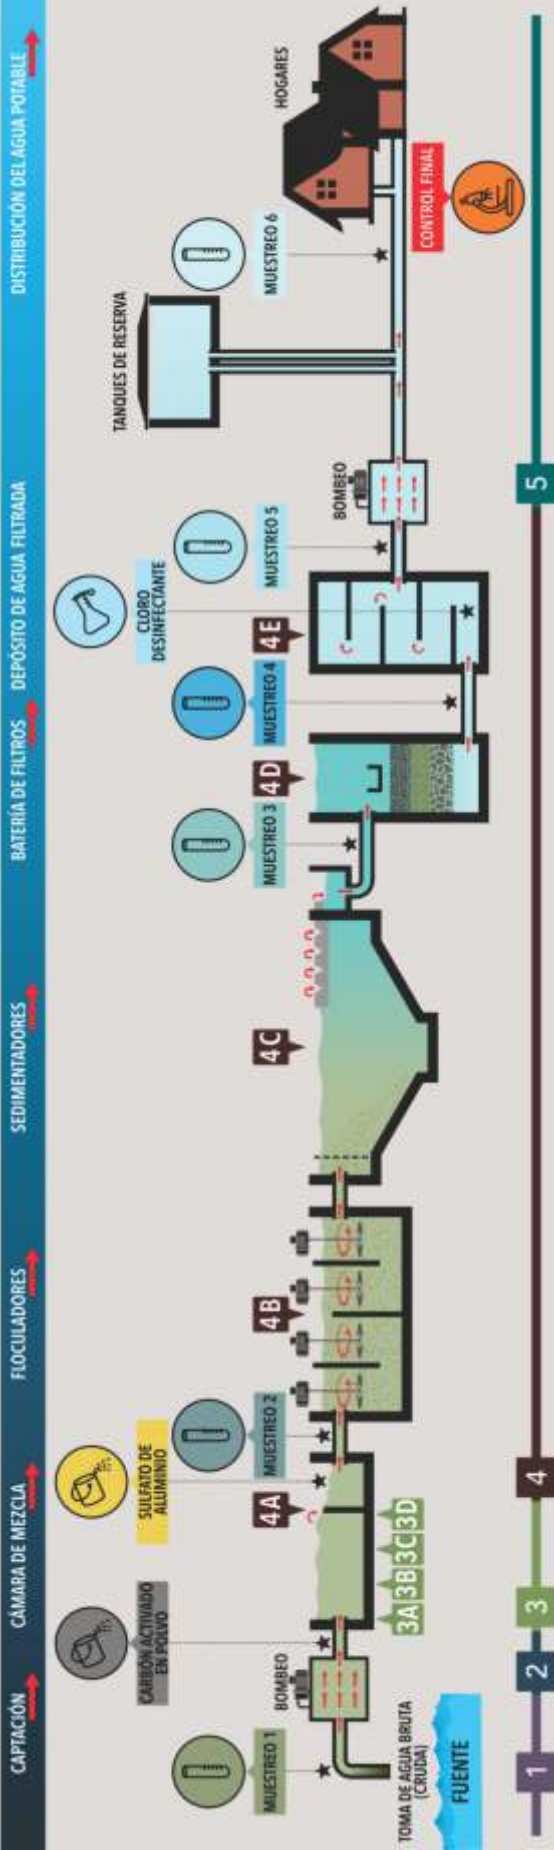 CAPTACIÓN
CÁMARA DE MEZCLA
FLOCULADORES
SEDIMENTADORES
BATERÍA DE FILTROS
DEPÓSITO DE AGUA FILTRADA
DISTRIBUCIÓN DEL AGUA POTABLE
MUESTREO 1
CARBÓN ACTIVADO
EN POLVO
SULFATO DE
ALUMINIO
MUESTREO 2
MUESTREO 3
MUESTREO 4
CLORO
DESINFECTANTE
MUESTREO 5
TANQUES DE RESERVA
MUESTREO 6
HOGARES
BOMBEO
4A
4B
4C
4D
4E
BOMBEO
TOMA DE AGUA BRUTA
(CRUDA)
FUENTE
3A 3B 3C 3D
CONTROL FINAL
1
2
3
4
5